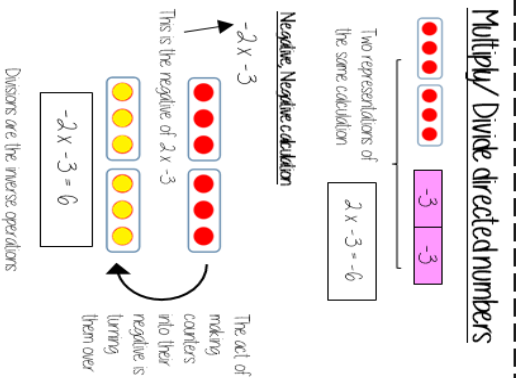 Multiply/ Divide directed numbers
-3 -3
Two representations of
the same calculation
2 x -3 = -6
Negative, Negative calculation
-2 x -3
This is the negative of 2 x -3
The act of
making
counters
into their
negative is
turning
them over
-2 x -3 = 6
Divisions are the inverse operations